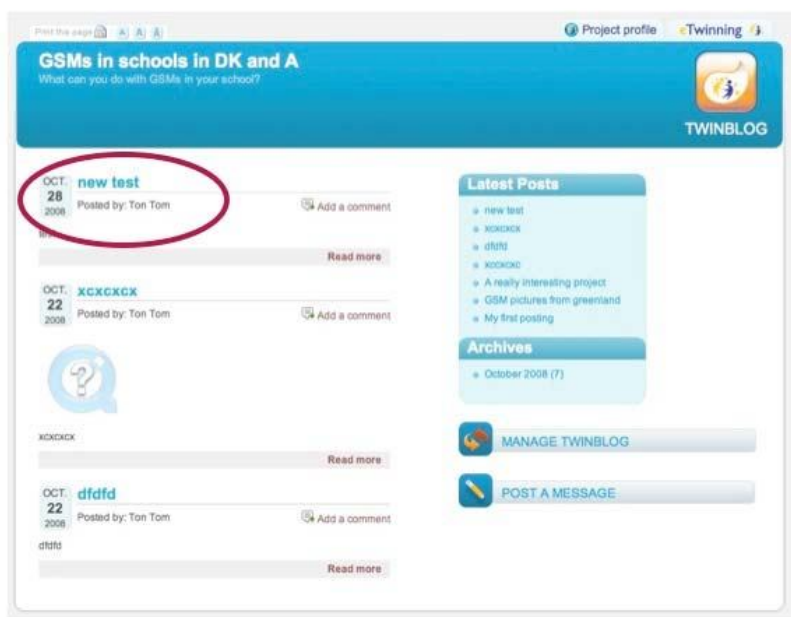 Print this page A A A
Project profile
eTwinning
GSMs in schools in DK and A
What can you do with GSMs in your school?
TWINBLOG
OCT.
28
2008
new test
Posted by: Ton Tom
Add a comment
Read more
OCT.
22
2008
xcxcxcx
Posted by: Ton Tom
Add a comment
xcxcxcx
Read more
OCT.
22
2008
dfdfd
Posted by: Ton Tom
Add a comment
dfdfd
Read more
Latest Posts
new test
xcxcxcx
dfdfd
A really interesting project
GSM pictures from greenland
My first posting
Archives
October 2008 (7)
MANAGE TWINBLOG
POST A MESSAGE